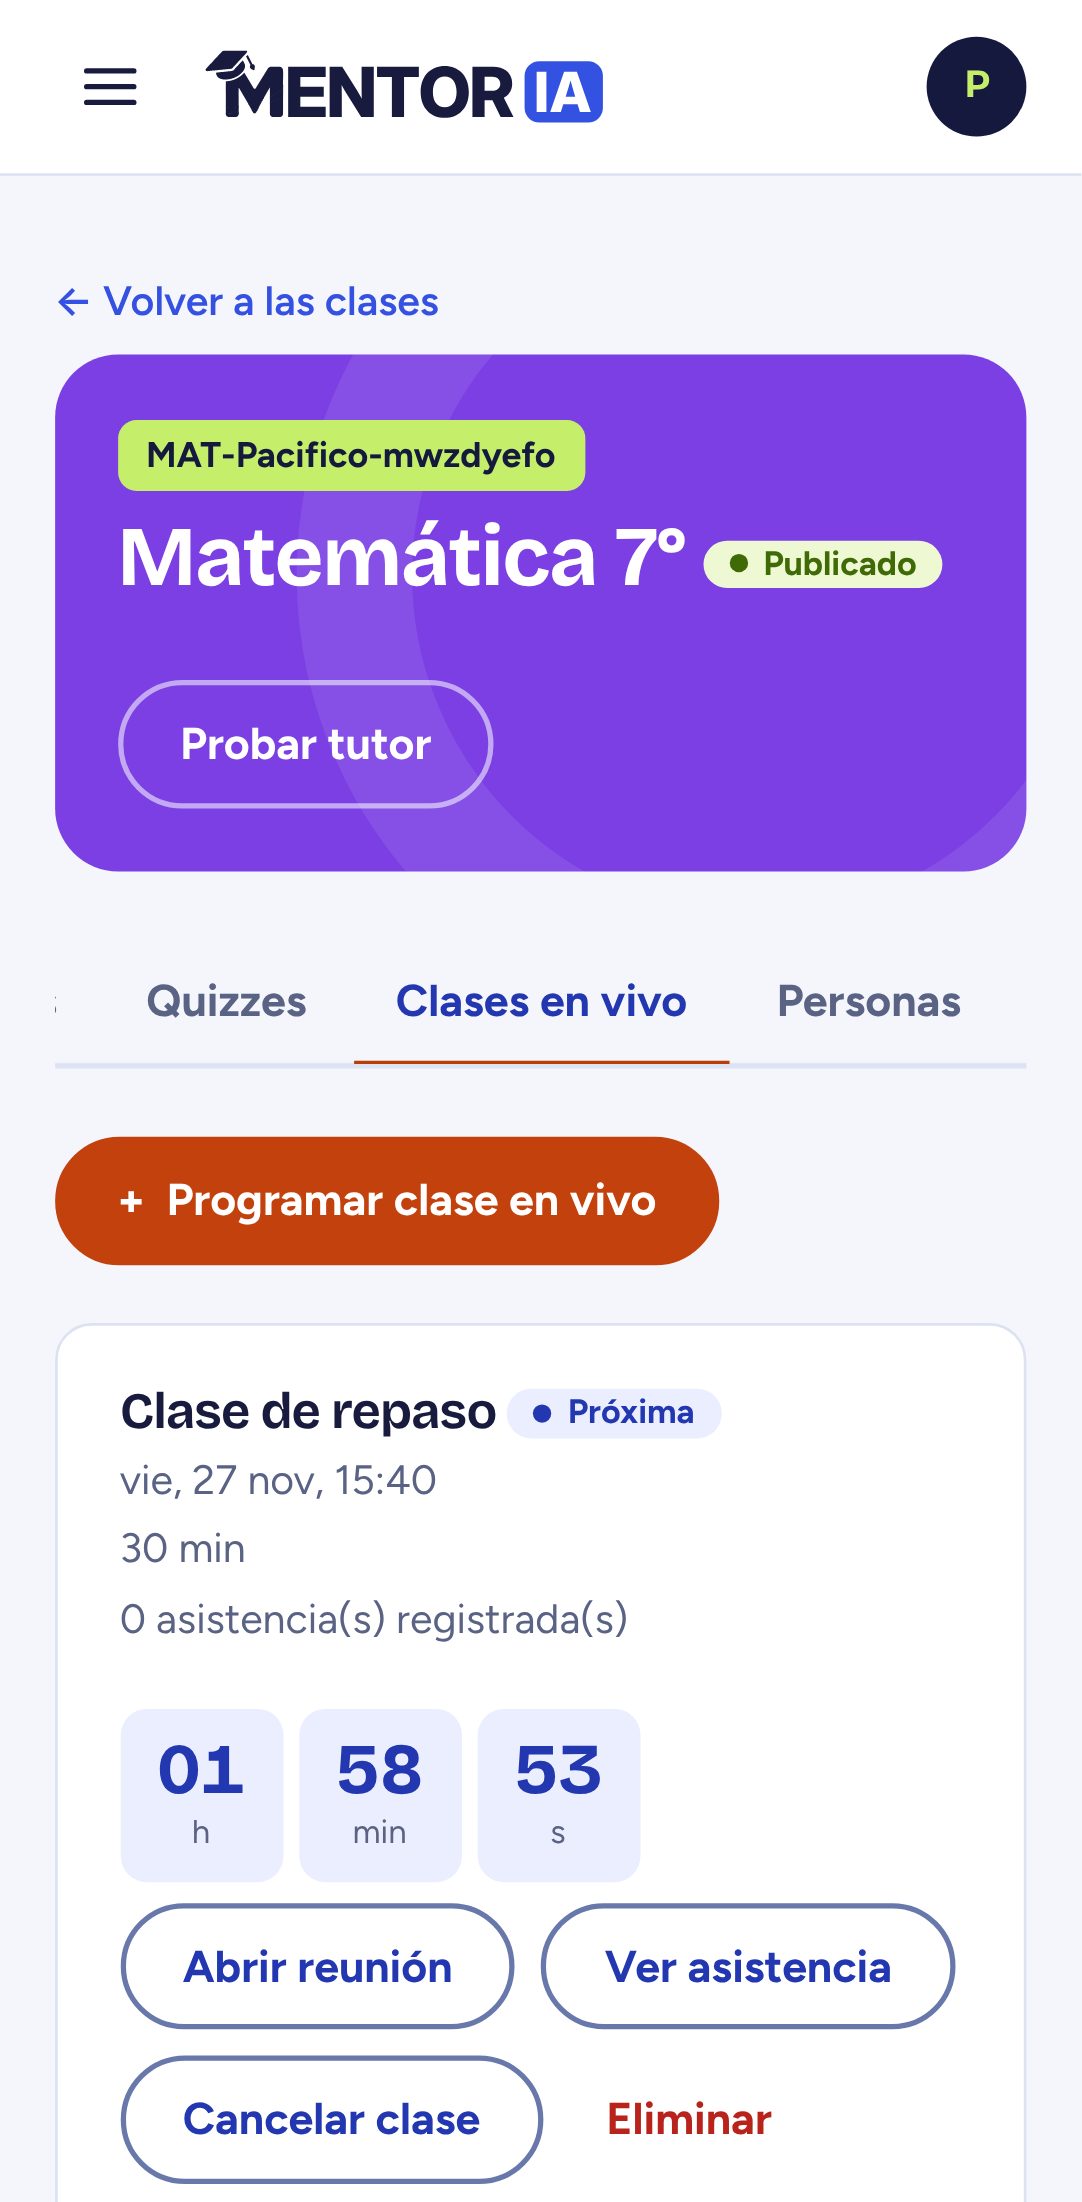 MENTOR IA
P
← Volver a las clases
MAT-Pacifico-mwzdyefo
Matemática 7º
Publicado
Probar tutor
Quizzes
Clases en vivo
Personas
+ Programar clase en vivo
Clase de repaso
Próxima
vie, 27 nov, 15:40
30 min
0 asistencia(s) registrada(s)
01 58 53
h min s
Abrir reunión
Ver asistencia
Cancelar clase
Eliminar